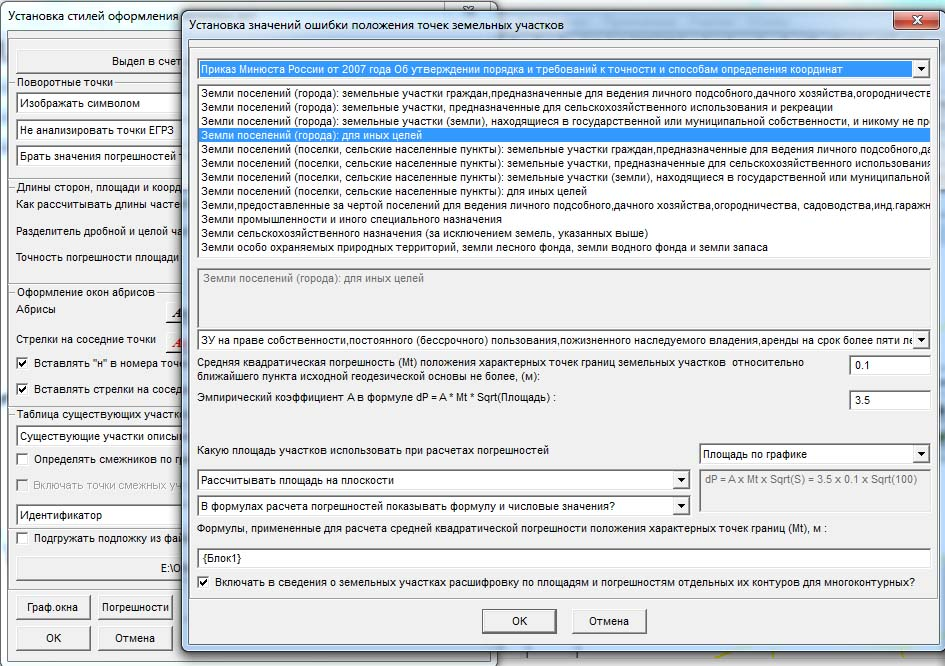 Установка стилей оформления
Выдел в счет
Поворотные точки
Изображать символом
Не анализировать точки ЕГРЗ
Брать значения погрешностей
Длины сторон, площади и коорд
Как рассчитывать длины часте
Разделитель дробной и целой ча
Точность погрешности площади
Оформление окон абрисов
Абрисы
Стрелки на соседние точки
Вставлять "н" в номера точе
Вставлять стрелки на сосед
Таблица существующих участко
Существующие участки описы
Определять смежников по г
Включать точки смежных уч
Идентификатор
Подгружать подложку из фай
E:\O
Граф.окна
Погрешности
OK
Отмена
Установка значений ошибки положения точек земельных участков
Приказ Минюста России от 2007 года Об утверждении порядка и требований к точности и способам определения координат
Земли поселений (города): земельные участки граждан,предназначенные для ведения личного подсобного,дачного хозяйства,огородничест
Земли поселений (города): земельные участки, предназначенные для сельскохозяйственного использования и рекреации
Земли поселений (города): земельные участки (земли), находящиеся в государственной или муниципальной собственности, и никому не пр
Земли поселений (города): для иных целей
Земли поселений (поселки, сельские населенные пункты): земельные участки граждан,предназначенные для ведения личного подсобного,да
Земли поселений (поселки, сельские населенные пункты): земельные участки, предназначенные для сельскохозяйственного использования
Земли поселений (поселки, сельские населенные пункты): земельные участки (земли), находящиеся в государственной или муниципальной
Земли поселений (поселки, сельские населенные пункты): для иных целей
Земли,предоставленные за чертой поселений для ведения личного подсобного,дачного хозяйства,огородничества, садоводства,инд.гаражн
Земли промышленности и иного специального назначения
Земли сельскохозяйственного назначения (за исключением земель, указанных выше)
Земли особо охраняемых природных территорий, земли лесного фонда, земли водного фонда и земли запаса
Земли поселений (города): для иных целей
ЗУ на праве собственности,постоянного (бессрочного) пользования,пожизненного наследуемого владения,аренды на срок более пяти ле
Средняя квадратическая погрешность (Mt) положения характерных точек границ земельных участков относительно
ближайшего пункта исходной геодезической основы не более, (м):
0.1
Эмпирический коэффициент А в формуле dP = A * Mt * Sqrt(Площадь) :
3.5
Какую площадь участков использовать при расчетах погрешностей
Площадь по графике
Рассчитывать площадь на плоскости
dP = A x Mt x Sqrt(S) = 3.5 x 0.1 x Sqrt(100)
В формулах расчета погрешностей показывать формулу и числовые значения?
Формулы, примененные для расчета средней квадратической погрешности положения характерных точек границ (Mt), м :
{Блок1}
Включать в сведения о земельных участках расшифровку по площадям и погрешностям отдельных их контуров для многоконтурных?
OK
Отмена